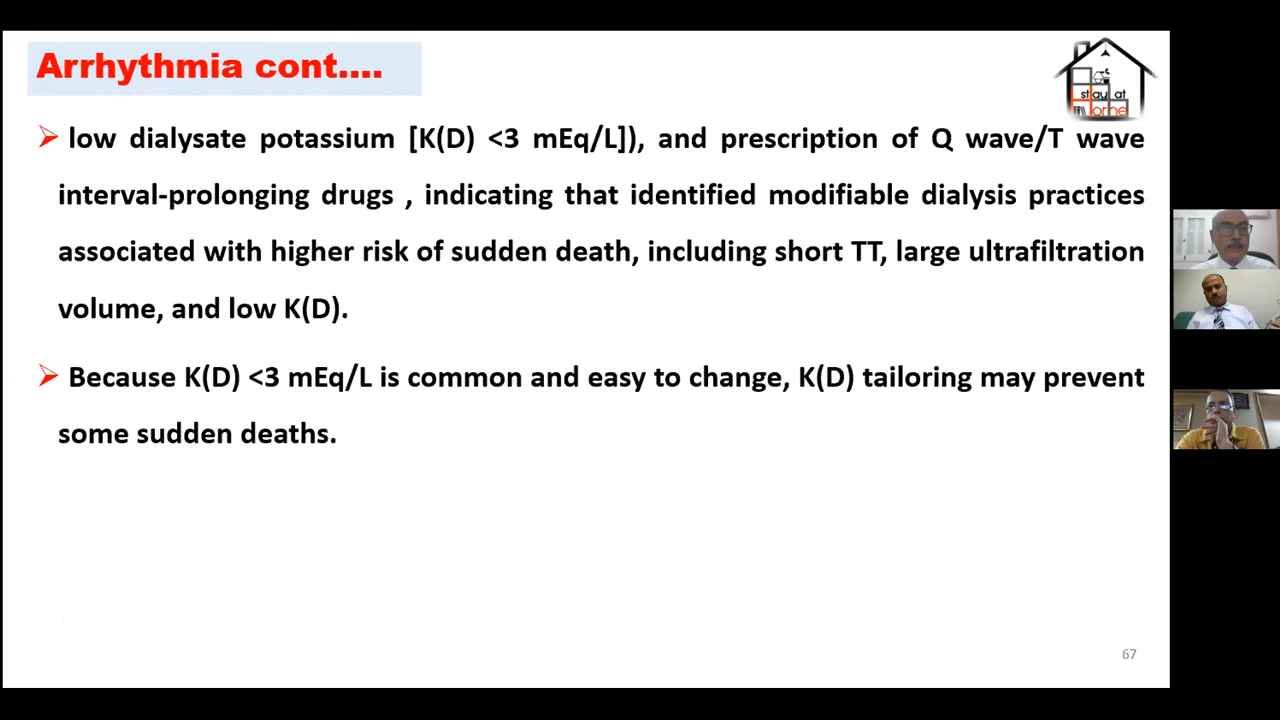 Arrhythmia cont....
stay at
home
low dialysate potassium [K(D) <3 mEq/L]), and prescription of Q wave/T wave
interval-prolonging drugs , indicating that identified modifiable dialysis practices
associated with higher risk of sudden death, including short TT, large ultrafiltration
volume, and low K(D).
Because K(D) <3 mEq/L is common and easy to change, K(D) tailoring may prevent
some sudden deaths.
67